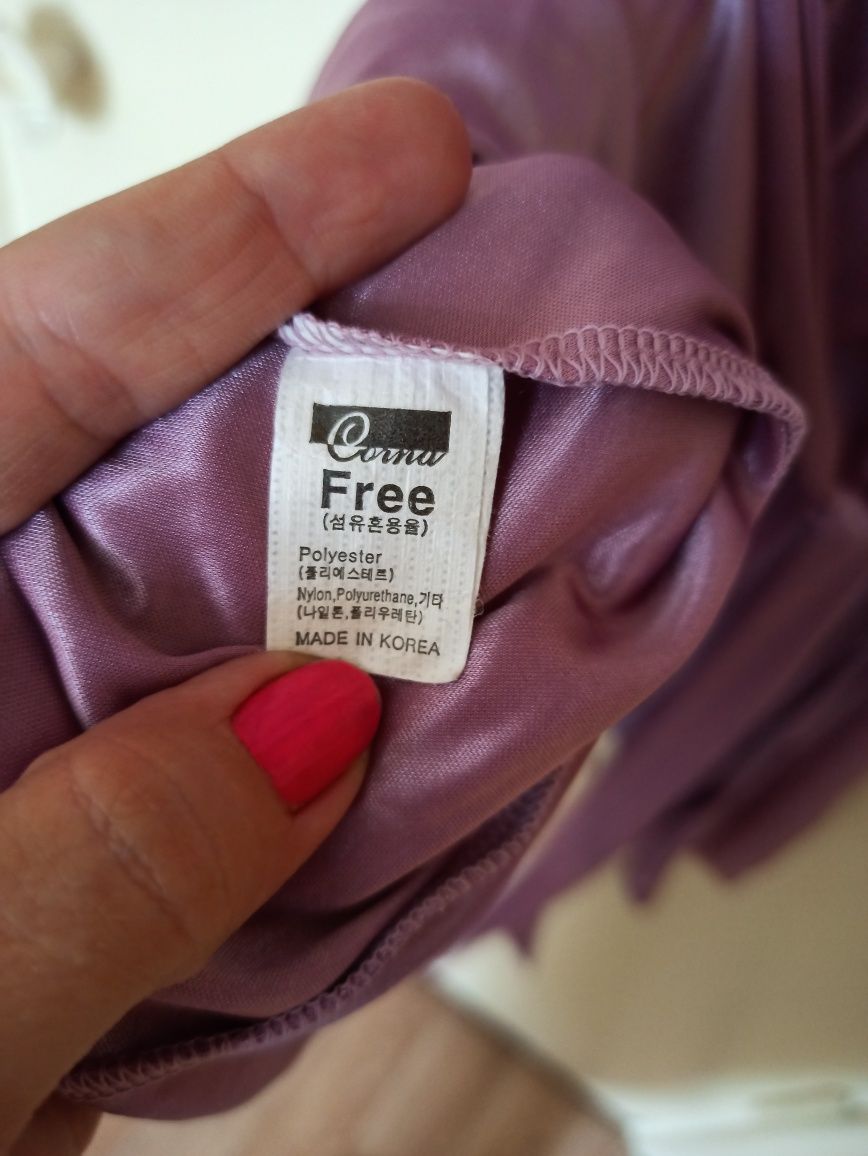 Free
(섬유혼용율)
Polyester
(폴리에스테르)
Nylon,Polyurethane,기타
(나일론,폴리우레탄)
MADE IN KOREA